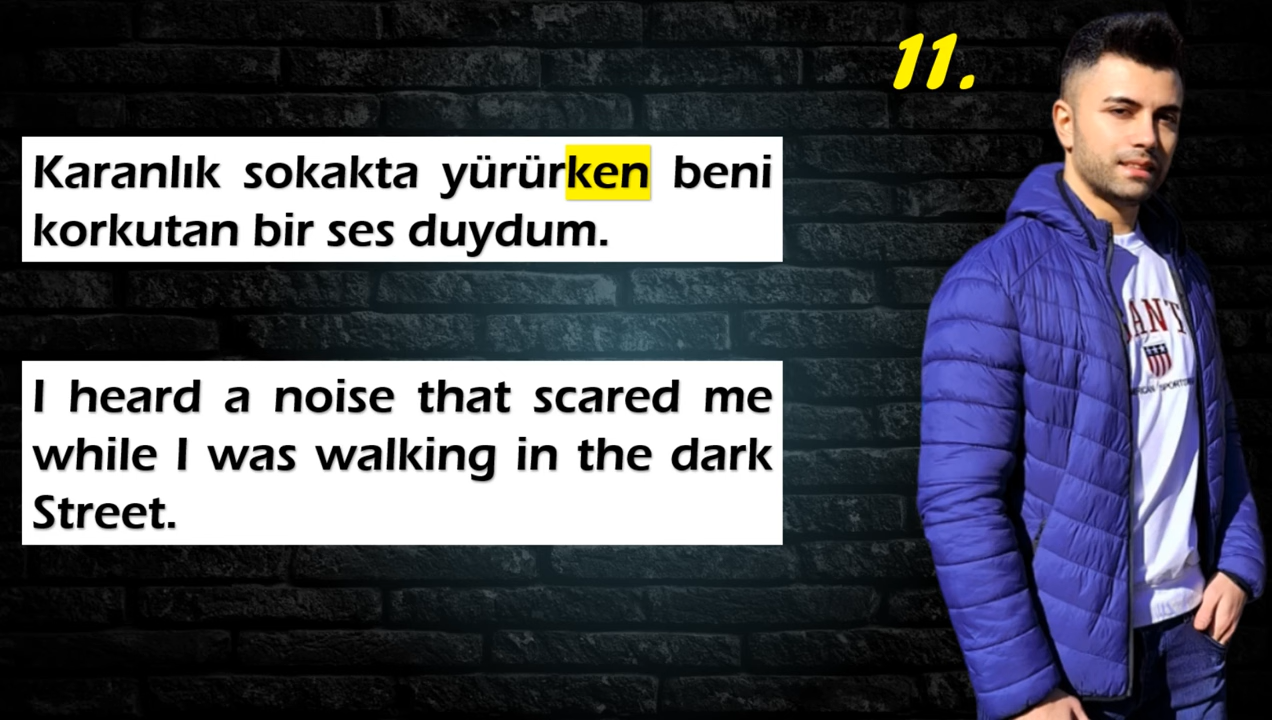 11.
Karanlık sokakta yürürken beni
korkutan bir ses duydum.
I heard a noise that scared me
while I was walking in the dark
Street.